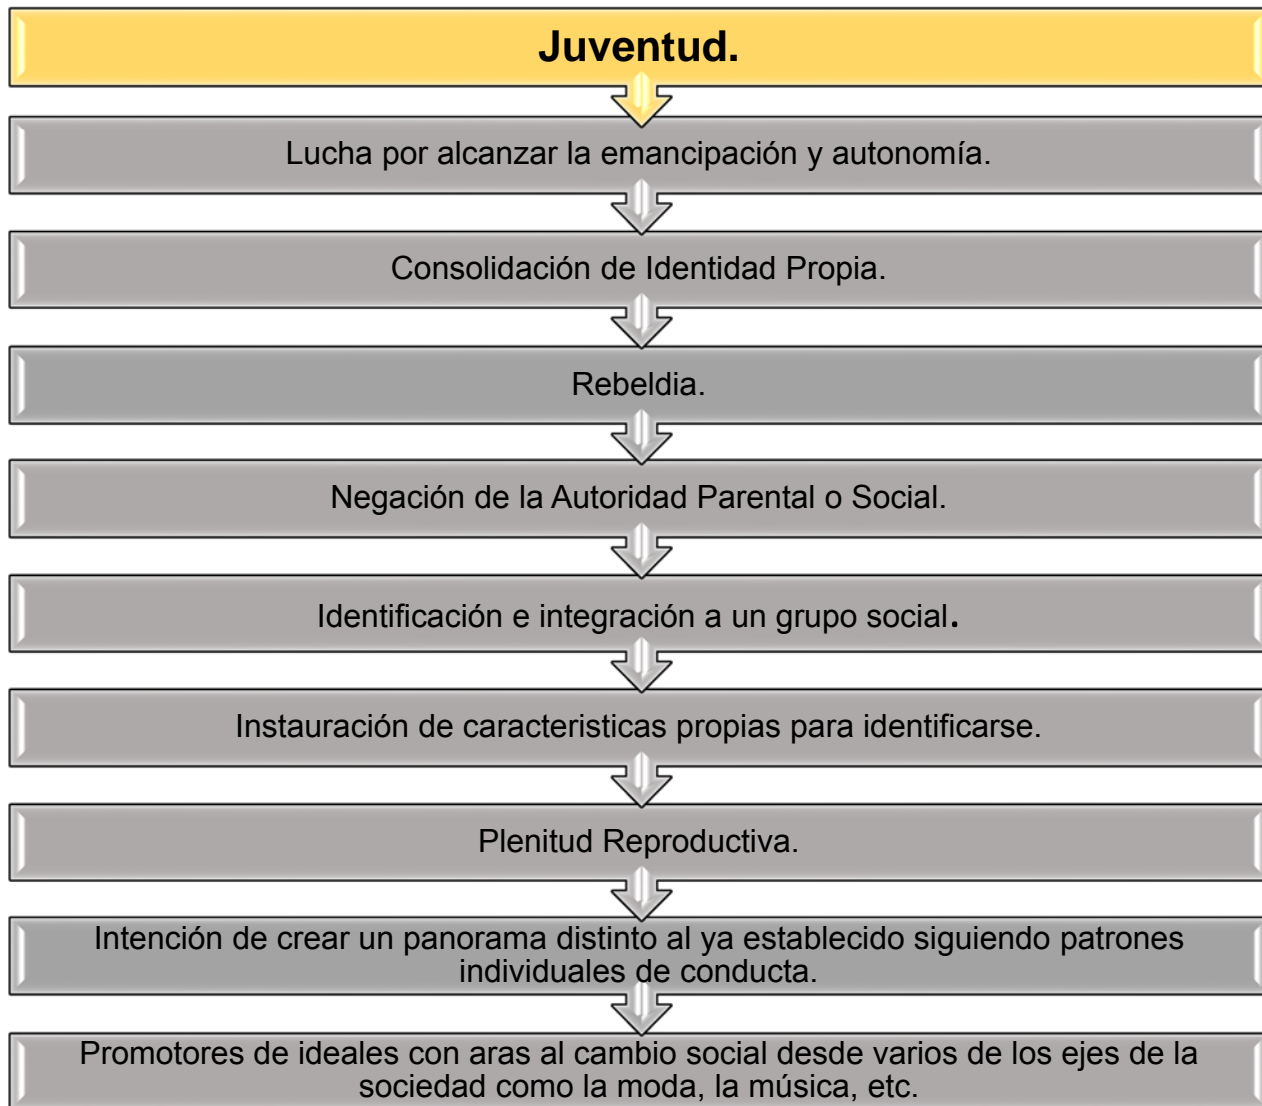 Juventud.
Lucha por alcanzar la emancipación y autonomía.
Consolidación de Identidad Propia.
Rebeldia.
Negación de la Autoridad Parental o Social.
Identificación e integración a un grupo social.
Instauración de caracteristicas propias para identificarse.
Plenitud Reproductiva.
Intención de crear un panorama distinto al ya establecido siguiendo patrones
individuales de conducta.
Promotores de ideales con aras al cambio social desde varios de los ejes de la
sociedad como la moda, la música, etc.